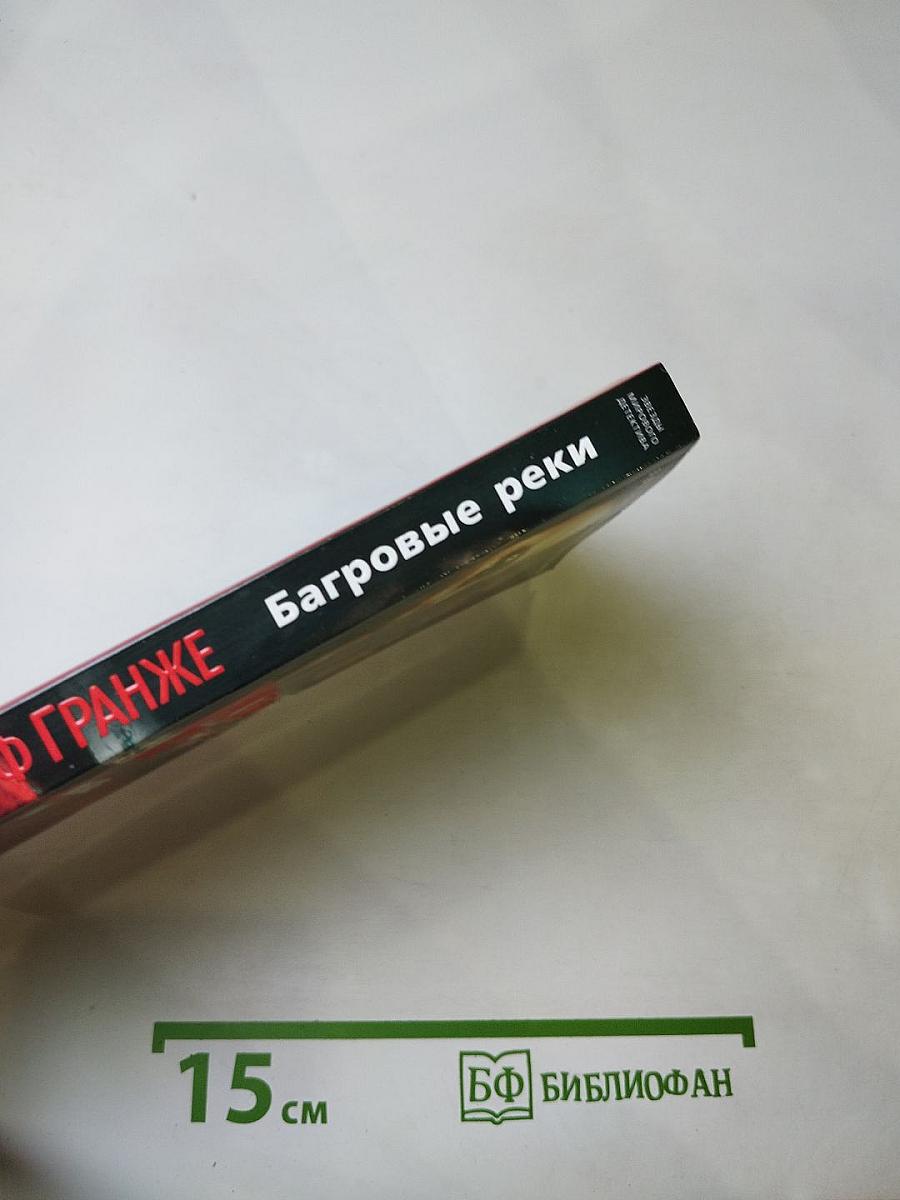 Ф ГРАНЖЕ
Багровые реки
ЗВЕЗДЫ
МИРОВОГО
ДЕТЕКТИВА
15 см
БФ БИБЛИОФАН